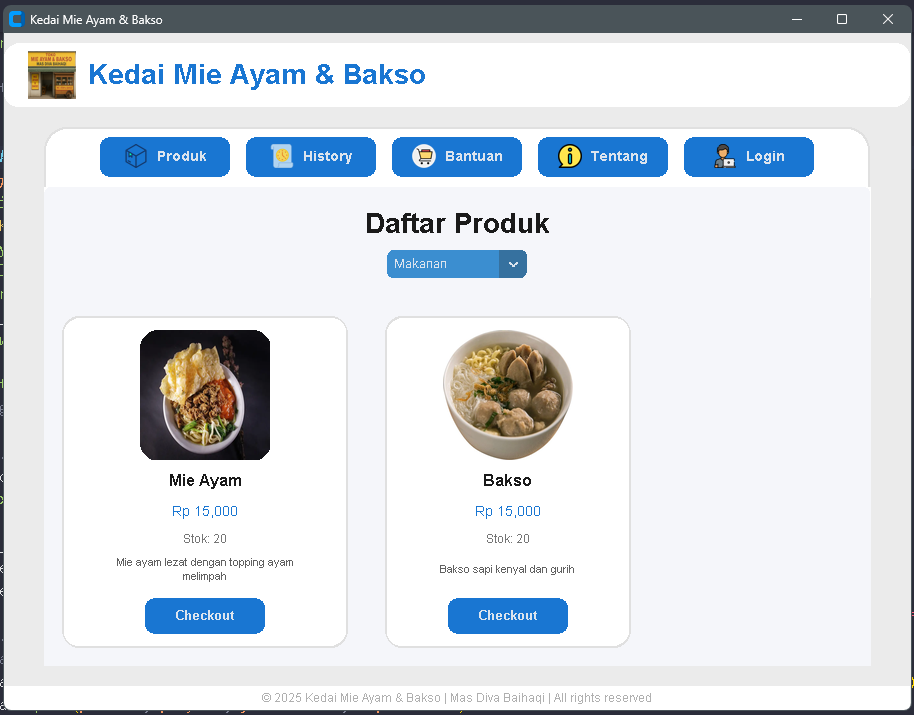 Kedai Mie Ayam & Bakso
MIE AYAM & BAKSO
MAS DIVA BAIHAQI
Kedai Mie Ayam & Bakso
Produk
History
Bantuan
Tentang
Login
Daftar Produk
Makanan
Mie Ayam
Rp 15,000
Stok: 20
Mie ayam lezat dengan topping ayam
melimpah
Checkout
Bakso
Rp 15,000
Stok: 20
Bakso sapi kenyal dan gurih
Checkout
© 2025 Kedai Mie Ayam & Bakso | Mas Diva Baihaqi | All rights reserved